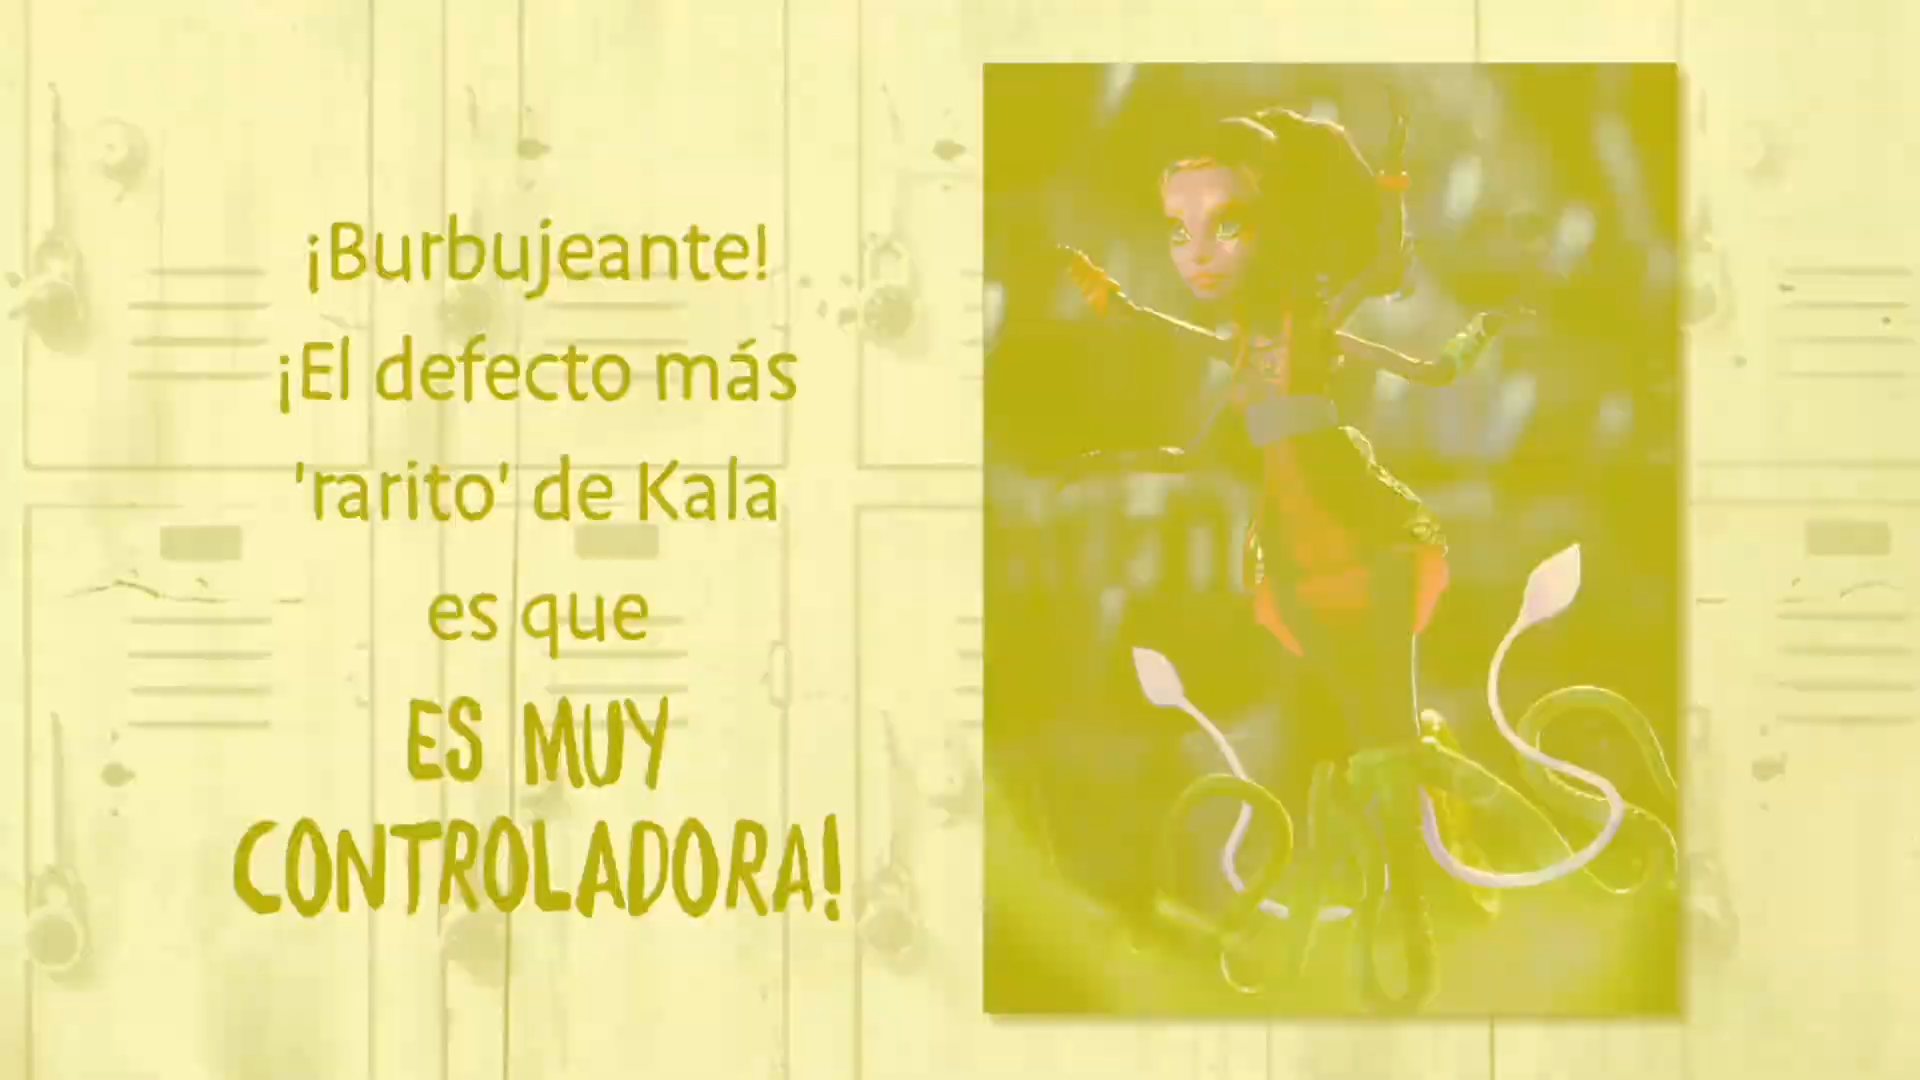 ¡Burbujeante!
¡El defecto más
'rarito' de Kala
es que
ES MUY
CONTROLADORA!